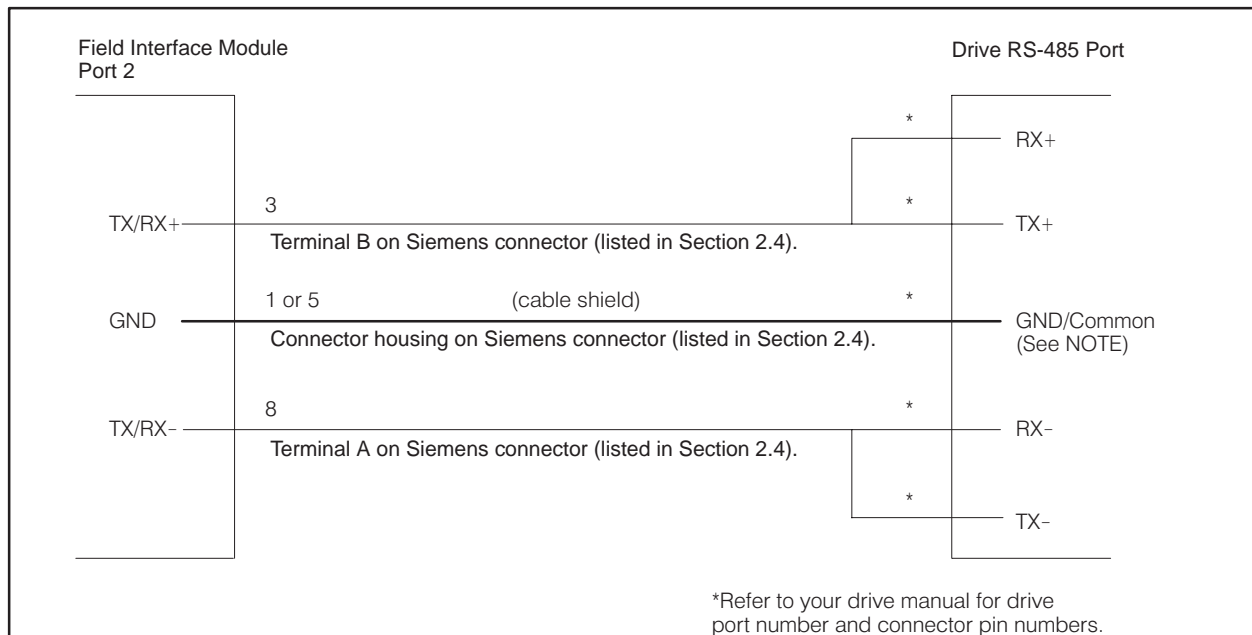 Field Interface Module
Port 2
Drive RS-485 Port
*
RX+
3
*
TX/RX+
TX+
Terminal B on Siemens connector (listed in Section 2.4).
1 or 5
(cable shield)
*
GND
GND/Common
(See NOTE)
Connector housing on Siemens connector (listed in Section 2.4).
8
*
TX/RX−
RX−
Terminal A on Siemens connector (listed in Section 2.4).
*
TX−
*Refer to your drive manual for drive
port number and connector pin numbers.